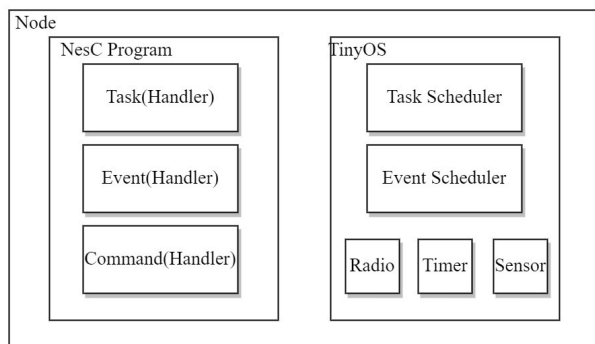 Node
NesC Program
Task(Handler)
Event(Handler)
Command(Handler)
TinyOS
Task Scheduler
Event Scheduler
Radio
Timer
Sensor